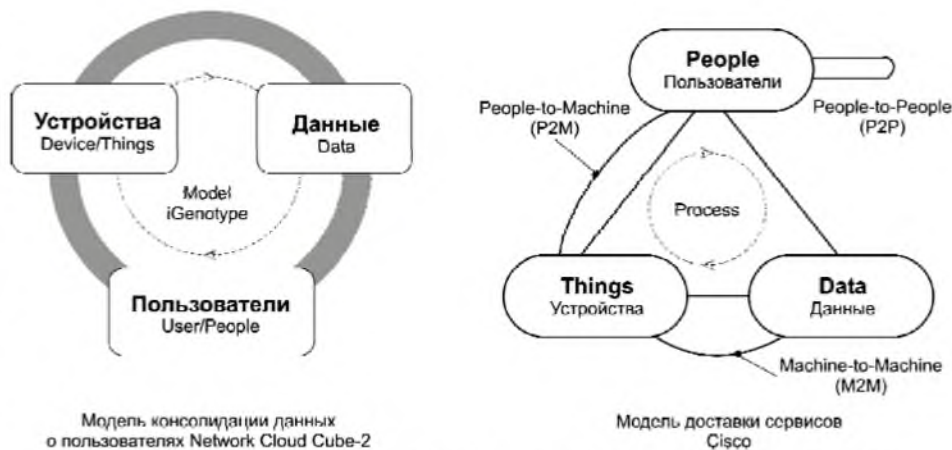 Устройства
Device/Things
Данные
Data
Model
iGenotype
Пользователи
User/People
Модель консолидации данных
о пользователях Network Cloud Cube-2
People
Пользователи
People-to-Machine
(P2M)
People-to-People
(P2P)
Process
Things
Устройства
Data
Данные
Machine-to-Machine
(M2M)
Модель доставки сервисов
Cisco